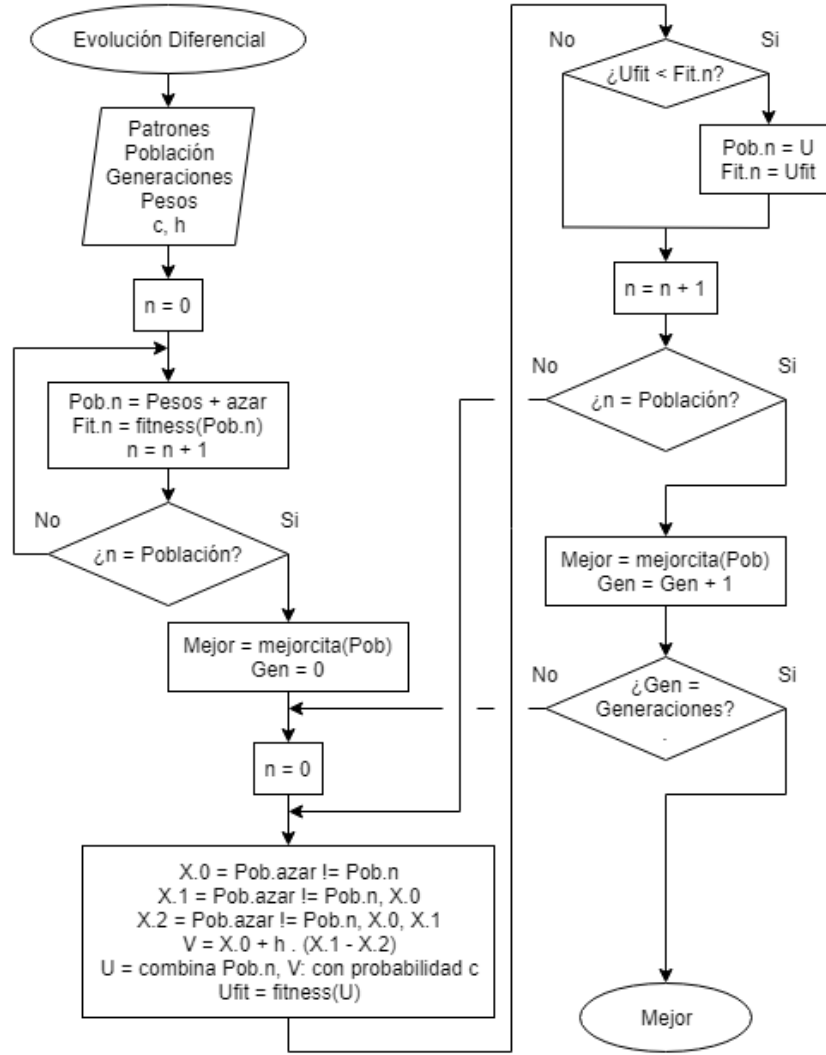 Evolución Diferencial
Patrones
Población
Generaciones
Pesos
c, h
n = 0
Pob.n = Pesos + azar
Fit.n = fitness(Pob.n)
n = n + 1
No
Si
¿n = Población?
Mejor = mejorcita(Pob)
Gen = 0
n = 0
X.0 = Pob.azar != Pob.n
X.1 = Pob.azar != Pob.n, X.0
X.2 = Pob.azar != Pob.n, X.0, X.1
V = X.0 + h . (X.1 - X.2)
U = combina Pob.n, V: con probabilidad c
Ufit = fitness(U)
No
Si
¿Ufit < Fit.n?
Pob.n = U
Fit.n = Ufit
n = n + 1
No
Si
¿n = Población?
Mejor = mejorcita(Pob)
Gen = Gen + 1
No
Si
¿Gen =
Generaciones?
.
Mejor